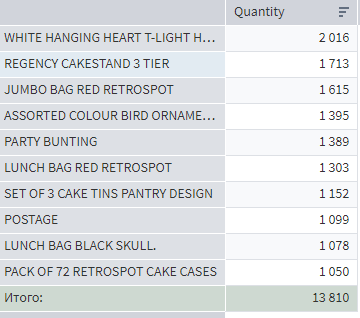 Quantity
WHITE HANGING HEART T-LIGHT H... 2 016
REGENCY CAKESTAND 3 TIER 1 713
JUMBO BAG RED RETROSPOT 1 615
ASSORTED COLOUR BIRD ORNAME... 1 395
PARTY BUNTING 1 389
LUNCH BAG RED RETROSPOT 1 303
SET OF 3 CAKE TINS PANTRY DESIGN 1 152
POSTAGE 1 099
LUNCH BAG BLACK SKULL. 1 078
PACK OF 72 RETROSPOT CAKE CASES 1 050
Итого: 13 810